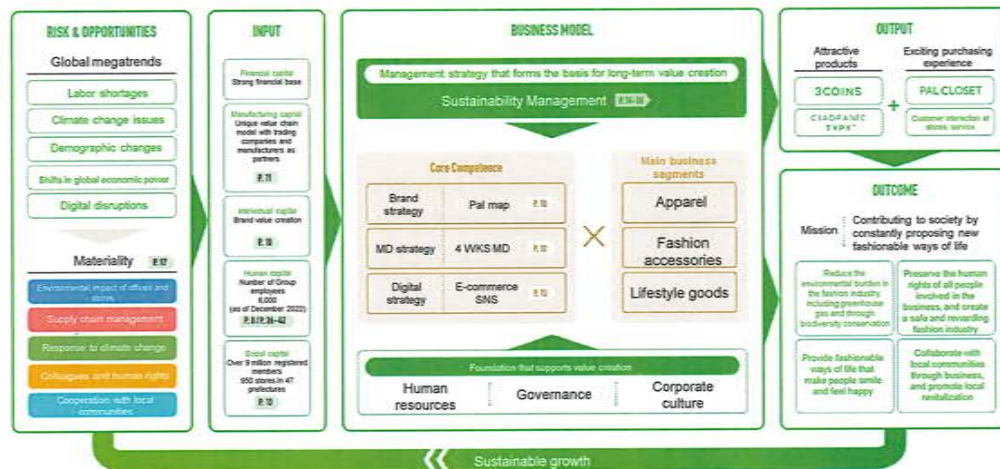 RISK & OPPORTUNITIES
Global megatrends
Labor shortages
Climate change issues
Demographic changes
Shifts in global economic power
Digital disruptions
Materiality P. 17
Environmental impact of offices and
stores
Supply chain management
Response to climate change
Colleagues and human rights
Cooperation with local
communities
INPUT
Financial capital
Strong financial base
Manufacturing capital
Unique value chain
model with trading
companies and
manufacturers as
partners
P. 11
Intellectual capital
Brand value creation
P. 10
Human capital
Number of Group
employees
(as of December 2022)
Social capital
Over 9 million registered
members
950 stores in 47
prefectures
P. 10
BUSINESS MODEL
Management strategy that forms the basis for long-term value creation
Sustainability Management
Core Competence
Brand
strategy
Pal map
P. 10
MD strategy
4 WKS MD
P. 10
Digital
strategy
E-commerce
SNS
Main business
segments
Apparel
Fashion
accessories
Lifestyle goods
Foundation that supports value creation
Human
resources
Governance
Corporate
culture
OUTPUT
Attractive
products
3COINS
TYPE™
+
Exciting purchasing
experience
PAL CLOSET
Customer interaction at
stores, service
OUTCOME
Mission
Contributing to society by
constantly proposing new
fashionable ways of life
Reduce the
environmental burden in
the fashion industry,
including greenhouse
gas and through
biodiversity conservation
Preserve the human
rights of all people
involved in the
business, and create
a safe and rewarding
fashion industry
Provide fashionable
ways of life that
make people smile
and feel happy
Collaborate with
local communities
through business,
and promote local
revitalization
Sustainable growth